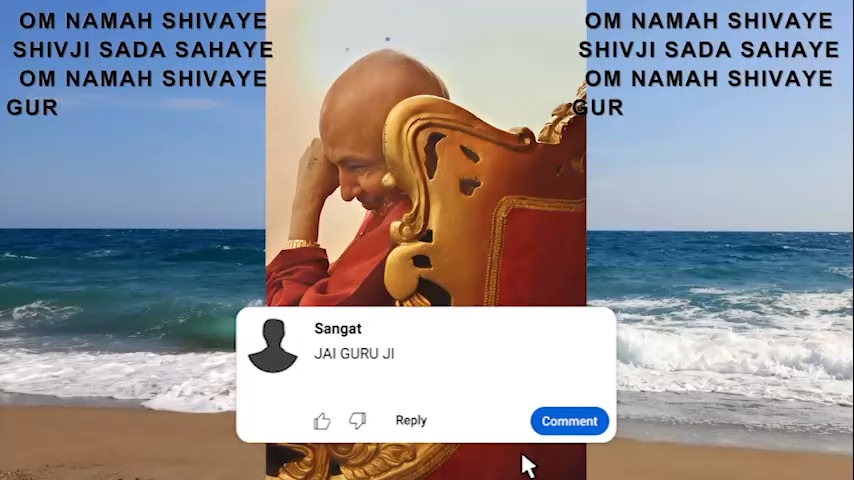 OM NAMAH SHIVAYE
SHIVJI SADA SAHAYE
OM NAMAH SHIVAYE
GUR
OM NAMAH SHIVAYE
SHIVJI SADA SAHAYE
OM NAMAH SHIVAYE
GUR
Sangat
JAI GURU JI
Reply
Comment